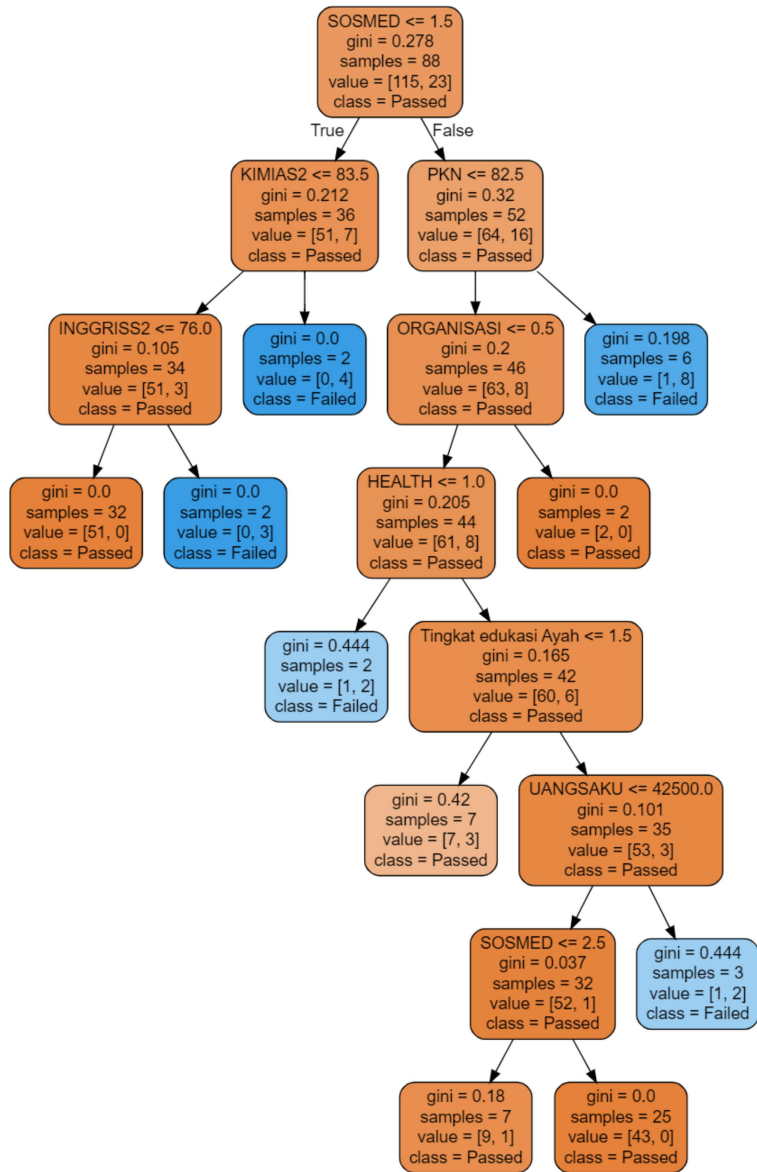 SOSMED <= 1.5
gini = 0.278
samples = 88
value = [115, 23]
class = Passed
True
False
KIMIAS2 <= 83.5
gini = 0.212
samples = 36
value = [51, 7]
class = Passed
PKN <= 82.5
gini = 0.32
samples = 52
value = [64, 16]
class = Passed
INGGRISS2 <= 76.0
gini = 0.105
samples = 34
value = [51, 3]
class = Passed
gini = 0.0
samples = 2
value = [0, 4]
class = Failed
ORGANISASI <= 0.5
gini = 0.2
samples = 46
value = [63, 8]
class = Passed
gini = 0.198
samples = 6
value = [1, 8]
class = Failed
gini = 0.0
samples = 32
value = [51, 0]
class = Passed
gini = 0.0
samples = 2
value = [0, 3]
class = Failed
HEALTH <= 1.0
gini = 0.205
samples = 44
value = [61, 8]
class = Passed
gini = 0.0
samples = 2
value = [2, 0]
class = Passed
gini = 0.444
samples = 2
value = [1, 2]
class = Failed
Tingkat edukasi Ayah <= 1.5
gini = 0.165
samples = 42
value = [60, 6]
class = Passed
gini = 0.42
samples = 7
value = [7, 3]
class = Passed
UANGSAKU <= 42500.0
gini = 0.101
samples = 35
value = [53, 3]
class = Passed
SOSMED <= 2.5
gini = 0.037
samples = 32
value = [52, 1]
class = Passed
gini = 0.444
samples = 3
value = [1, 2]
class = Failed
gini = 0.18
samples = 7
value = [9, 1]
class = Passed
gini = 0.0
samples = 25
value = [43, 0]
class = Passed